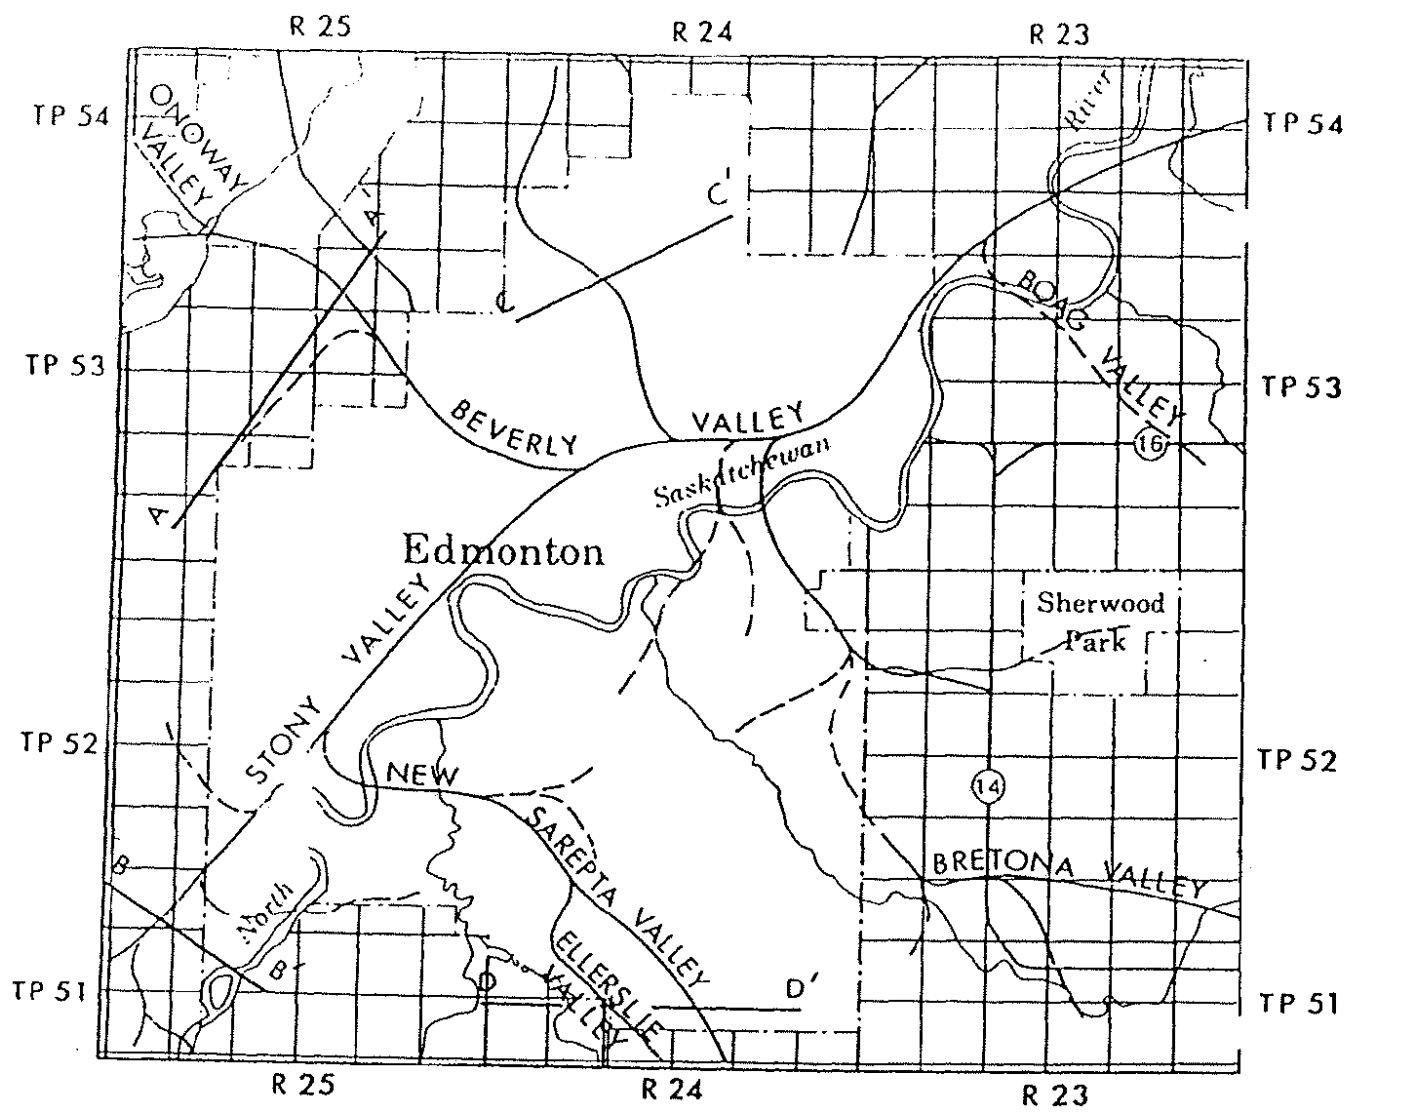 R 25
R 24
R 23
TP 54
ONOWAY
VALLEY
River
TP 54
C'
A'
C
BOAG
VALLEY
TP 53
TP 53
BEVERLY
VALLEY
16
Saskatchewan
A
Edmonton
VALLEY
Sherwood
Park
STONY
TP 52
TP 52
NEW
14
SAREPTA VALLEY
B
BRETONA VALLEY
North
ELLERSLIE
VALLEY
B'
D
D'
TP 51
TP 51
R 25
R 24
R 23